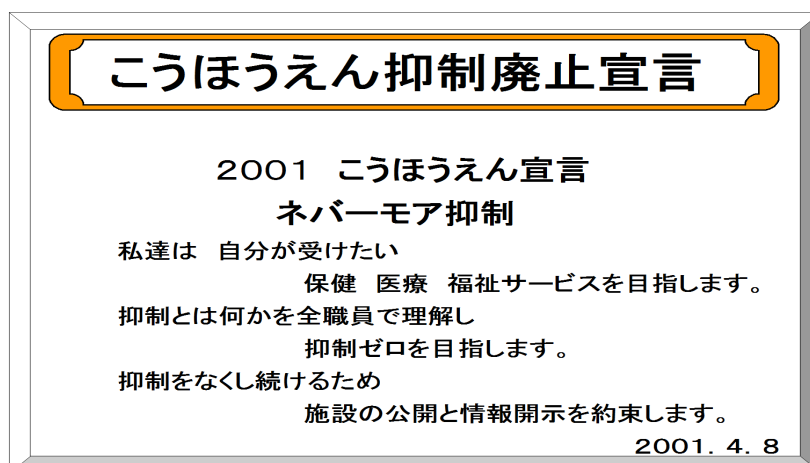 こうほうえん抑制廃止宣言
2001　こうほうえん宣言
ネバーモア抑制
私達は　自分が受けたい
保健　医療　福祉サービスを目指します。
抑制とは何かを全職員で理解し
抑制ゼロを目指します。
抑制をなくし続けるため
施設の公開と情報開示を約束します。
2001．4．8